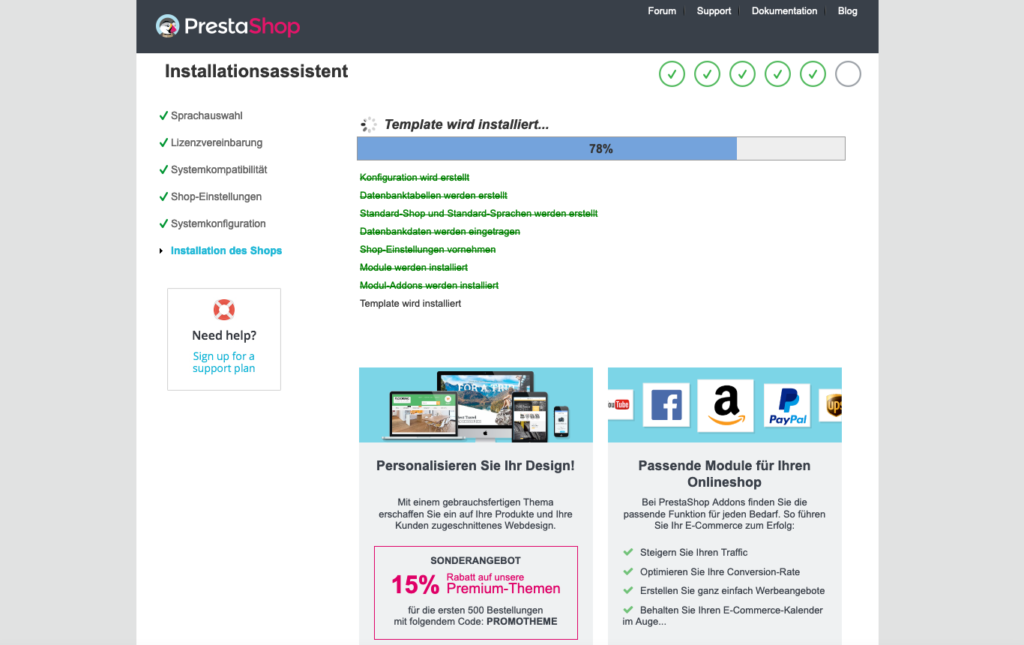 Forum
Support
Dokumentation
Blog
PrestaShop
Installationsassistent
Sprachauswahl
Lizenzvereinbarung
Systemkompatibilität
Shop-Einstellungen
Systemkonfiguration
Installation des Shops
Need help?
Sign up for a
support plan
Template wird installiert...
78%
Konfiguration wird erstellt
Datenbanktabellen werden erstellt
Standard-Shop und Standard-Sprachen werden erstellt
Datenbankdaten werden eingetragen
Shop-Einstellungen vornehmen
Module werden installiert
Modul-Addons werden installiert
Template wird installiert
Personalisieren Sie Ihr Design!
Mit einem gebrauchsfertigen Thema
erschaffen Sie ein auf Ihre Produkte und Ihre
Kunden zugeschnittenes Webdesign.
SONDERANGEBOT
15% Rabatt auf unsere
Premium-Themen
für die ersten 500 Bestellungen
mit folgendem Code: PROMOTHEME
PayPal
ups
Passende Module für Ihren
Onlineshop
Bei PrestaShop Addons finden Sie die
passende Funktion für jeden Bedarf. So führen
Sie Ihr E-Commerce zum Erfolg:
Steigern Sie Ihren Traffic
Optimieren Sie Ihre Conversion-Rate
Erstellen Sie ganz einfach Werbeangebote
Behalten Sie Ihren E-Commerce-Kalender
im Auge...